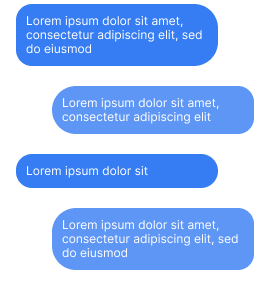 Lorem ipsum dolor sit amet,
consectetur adipiscing elit, sed
do eiusmod
Lorem ipsum dolor sit amet,
consectetur adipiscing elit
Lorem ipsum dolor sit
Lorem ipsum dolor sit amet,
consectetur adipiscing elit, sed
do eiusmod